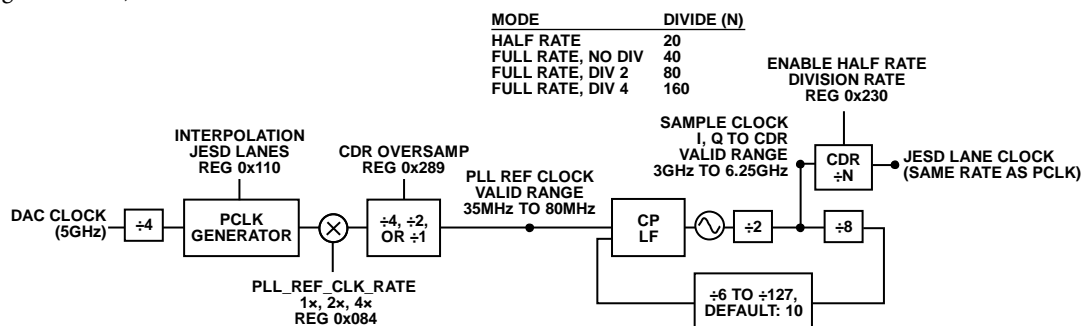 MODE DIVIDE (N)
HALF RATE 20
FULL RATE, NO DIV 40
FULL RATE, DIV 2 80
FULL RATE, DIV 4 160
ENABLE HALF RATE
DIVISION RATE
REG 0x230
INTERPOLATION
JESD LANES
REG 0x110
CDR OVERSAMP
REG 0x289
PLL REF CLOCK
VALID RANGE
35MHz TO 80MHz
SAMPLE CLOCK
I, Q TO CDR
VALID RANGE
3GHz TO 6.25GHz
CDR
÷N
JESD LANE CLOCK
(SAME RATE AS PCLK)
DAC CLOCK
(5GHz)
÷4
PCLK
GENERATOR
÷4, ÷2,
OR ÷1
CP
LF
÷2
÷8
PLL_REF_CLK_RATE
1×, 2×, 4×
REG 0x084
÷6 TO ÷127,
DEFAULT: 10